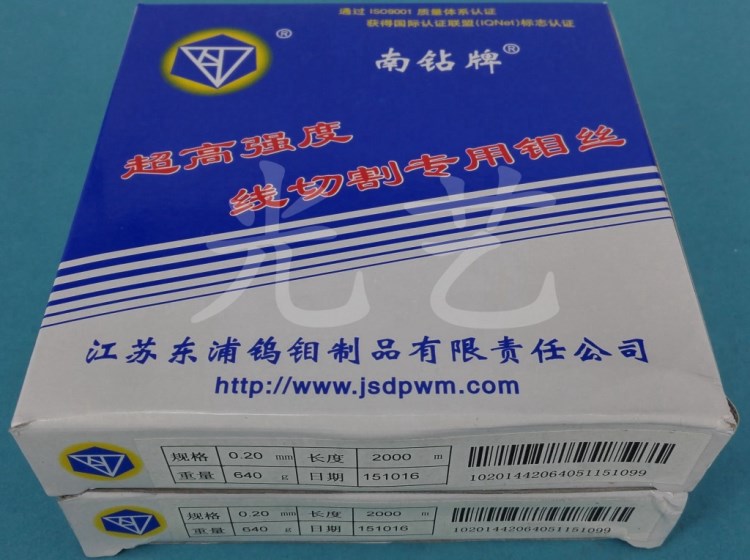 通过 ISO9001 质量体系认证
获得国际认证联盟(IQNet)标志认证
®
南钻牌®
超高强度
线切割专用钼丝
光艺
江苏东浦钨钼制品有限责任公司
http://www.jsdpwm.com
规格 0.20 mm 长度 2000 m
重量 640 g 日期 151016
10201442064051151099
规格 0.20 mm 长度 2000 m
重量 640 g 日期 151016
10201442064051151099